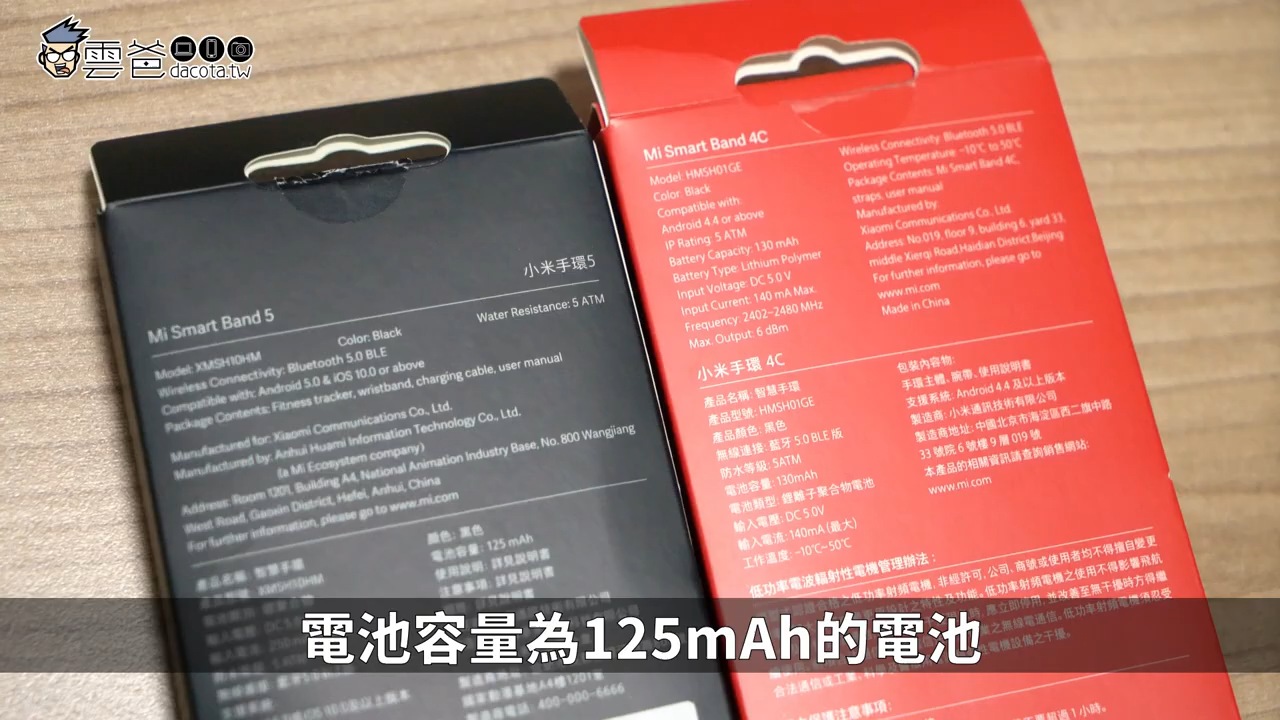 雲爸
dacota.tw
小米手環5
Mi Smart Band 5
Water Resistance: 5 ATM
Color: Black
Model: XMSH10HM
Wireless Connectivity: Bluetooth 5.0 BLE
Compatible with: Android 5.0 & iOS 10.0 or above
Package Contents: Fitness tracker, wristband, charging cable, user manual
Manufactured for: Xiaomi Communications Co., Ltd.
Manufactured by: Anhui Huami Information Technology Co., Ltd.
(a Mi Ecosystem company)
Address: Room 1201, Building A4, National Animation Industry Base, No. 800 Wangjiang
West Road, Gaoxin District, Hefei, Anhui, China
For further information, please go to www.mi.com
產品名稱: 智慧手環
產品型號: XMSH10HM
顏色: 黑色
電池容量: 125 mAh
使用說明: 詳見說明書
注意事項: 詳見說明書
400-000-6666
Mi Smart Band 4C
Model: HMSH01GE
Color: Black
Compatible with:
Android 4.4 or above
IP Rating: 5 ATM
Battery Capacity: 130 mAh
Battery Type: Lithium Polymer
Input Voltage: DC 5.0 V
Input Current: 140 mA Max.
Frequency: 2402~2480 MHz
Max. Output: 6 dBm
Wireless Connectivity: Bluetooth 5.0 BLE
Operating Temperature: -10°C to 50°C
Package Contents: Mi Smart Band 4C,
straps, user manual
Manufactured by:
Xiaomi Communications Co., Ltd.
Address: No.019, floor 9, building 6, yard 33,
middle Xierqi Road,Haidian District,Beijing
For further information, please go to
www.mi.com
Made in China
小米手環 4C
產品名稱: 智慧手環
產品型號: HMSH01GE
產品顏色: 黑色
無線連接: 藍牙 5.0 BLE 版
防水等級: 5ATM
電池容量: 130mAh
電池類型: 鋰離子聚合物電池
輸入電壓: DC 5.0V
輸入電流: 140mA (最大)
工作溫度: -10°C~50°C
包裝內容物:
手環主體、腕帶、使用說明書
支援系統: Android 4.4 及以上版本
製造商: 小米通訊技術有限公司
製造商地址: 中國北京市海淀區西二旗中路
33 號院 6 號樓 9 層 019 號
本產品的相關資訊請查詢銷售網站:
www.mi.com
低功率電波輻射性電機管理辦法:
電池容量為125mAh的電池